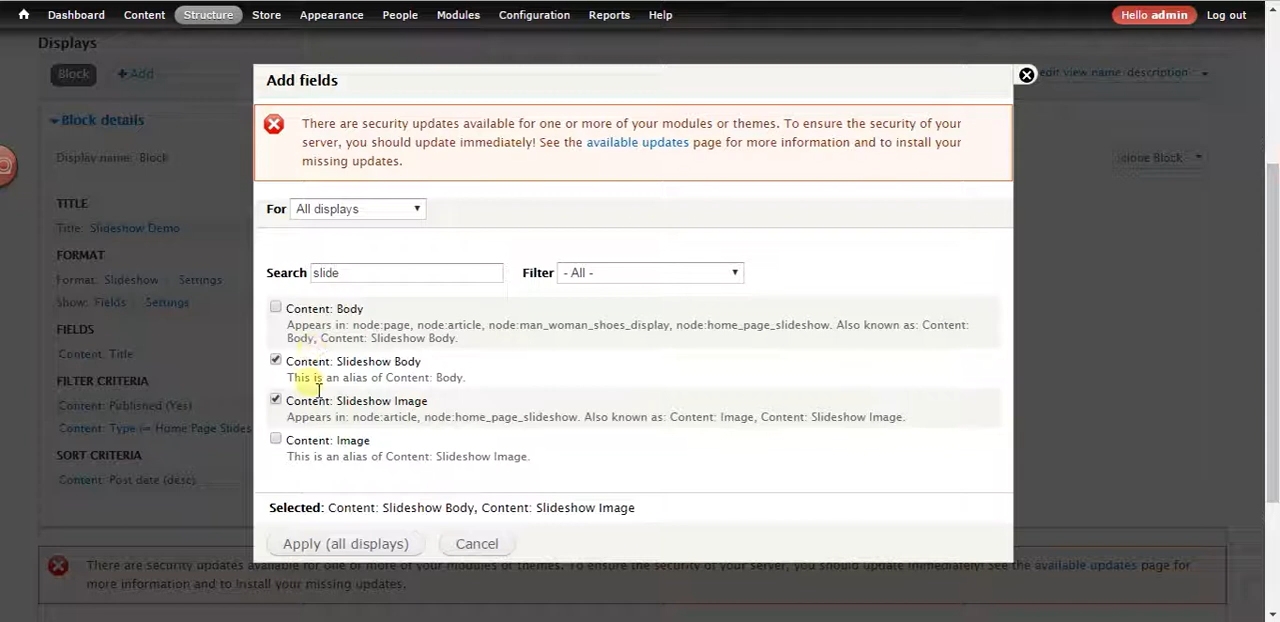 Dashboard Content Structure Store Appearance People Modules Configuration Reports Help Hello admin Log out
Displays
Block Add edit view name/description
Add fields
There are security updates available for one or more of your modules or themes. To ensure the security of your
server, you should update immediately! See the available updates page for more information and to install your
missing updates.
Block details
Display name: Block
clone Block
For All displays
TITLE
Title: Slideshow Demo
FORMAT
Format: Slideshow Settings
Show: Fields Settings
FIELDS
Content: Title
FILTER CRITERIA
Content: Published (Yes)
Content: Type (= Home Page Slides
SORT CRITERIA
Content: Post date (desc)
Search slide Filter - All -
Content: Body
Appears in: node:page, node:article, node:man_woman_shoes_display, node:home_page_slideshow. Also known as: Content:
Body, Content: Slideshow Body.
Content: Slideshow Body
This is an alias of Content: Body.
Content: Slideshow Image
Appears in: node:article, node:home_page_slideshow. Also known as: Content: Image, Content: Slideshow Image.
Content: Image
This is an alias of Content: Slideshow Image.
Selected: Content: Slideshow Body, Content: Slideshow Image
Apply (all displays) Cancel
There are security updates available for one or more of your modules or themes. To ensure the security of your server, you should update immediately! See the available updates page for
more information and to install your missing updates.